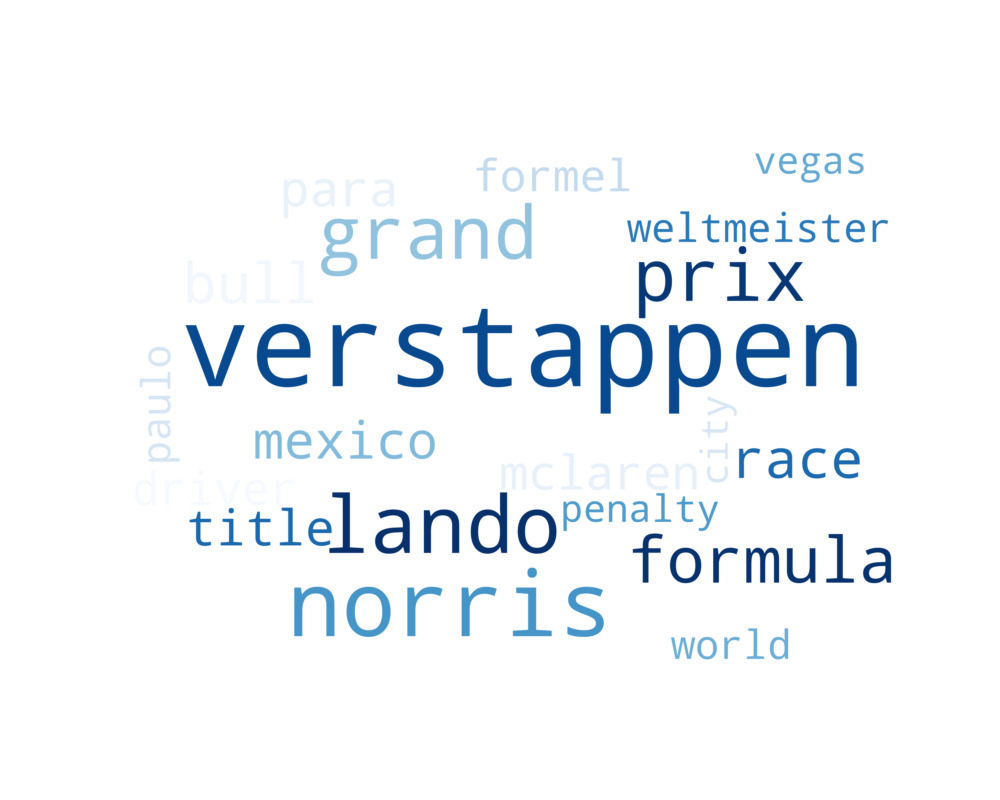 vegas
formel
para
weltmeister
grand
prix
bull
verstappen
paulo
city
mexico
race
mclaren
driver
penalty
title
lando
formula
norris
world